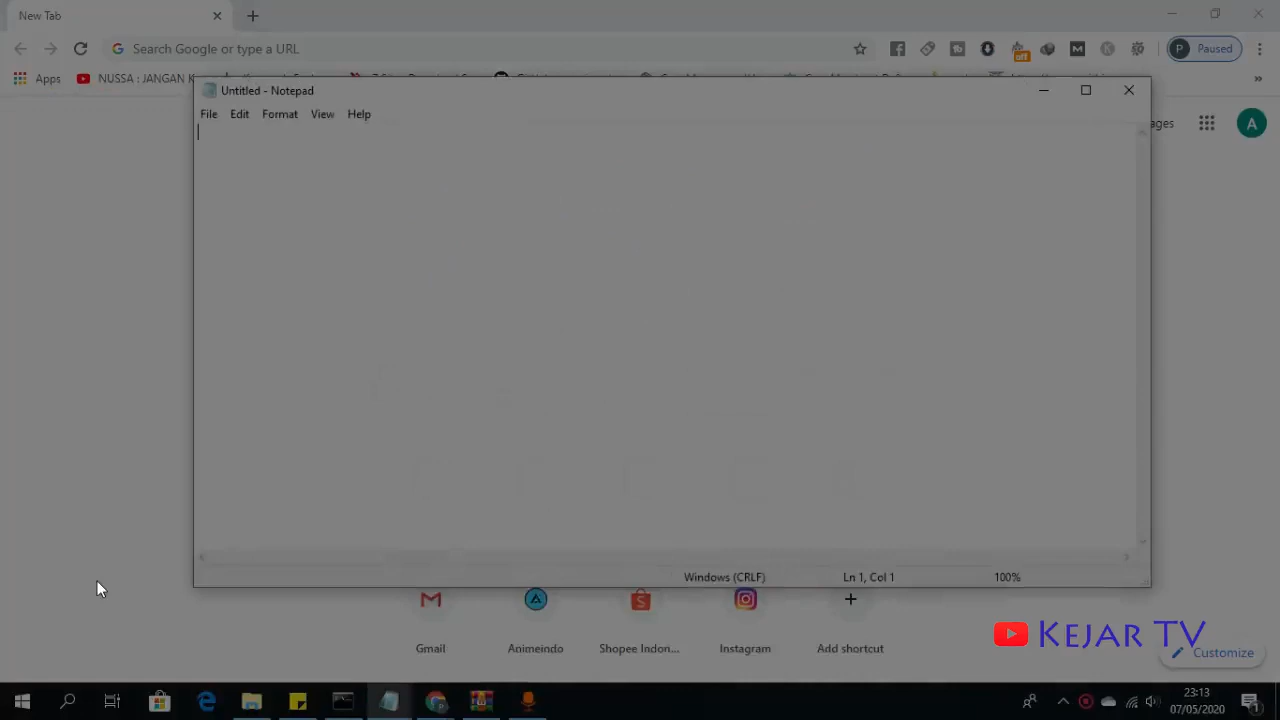 New Tab
Search Google or type a URL
Paused
Apps
NUSSA : JANGAN K
Untitled - Notepad
File Edit Format View Help
ages
A
Windows (CRLF) Ln 1, Col 1 100%
Gmail Animeindo Shopee Indon... Instagram Add shortcut
KEJAR TV
Customize
23:13
07/05/2020